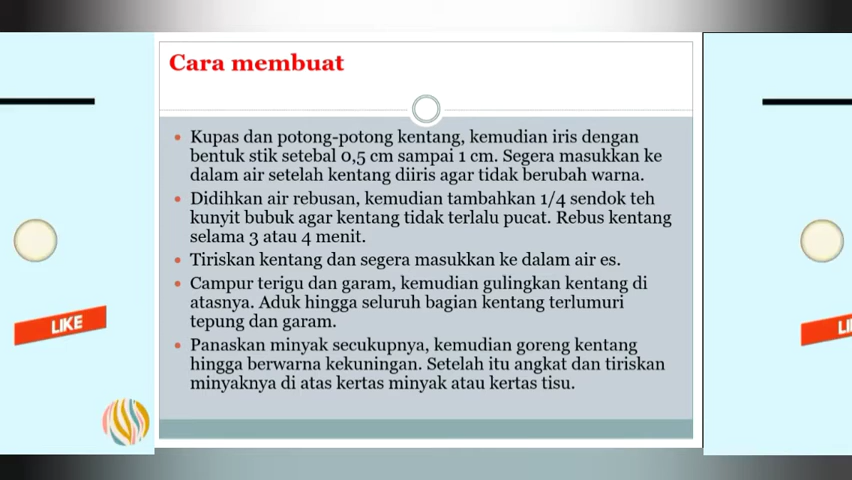 Cara membuat
• Kupas dan potong-potong kentang, kemudian iris dengan
bentuk stik setebal 0,5 cm sampai 1 cm. Segera masukkan ke
dalam air setelah kentang diiris agar tidak berubah warna.
• Didihkan air rebusan, kemudian tambahkan 1/4 sendok teh
kunyit bubuk agar kentang tidak terlalu pucat. Rebus kentang
selama 3 atau 4 menit.
• Tiriskan kentang dan segera masukkan ke dalam air es.
• Campur terigu dan garam, kemudian gulingkan kentang di
atasnya. Aduk hingga seluruh bagian kentang terlumuri
tepung dan garam.
• Panaskan minyak secukupnya, kemudian goreng kentang
hingga berwarna kekuningan. Setelah itu angkat dan tiriskan
minyaknya di atas kertas minyak atau kertas tisu.
LIKE
LI